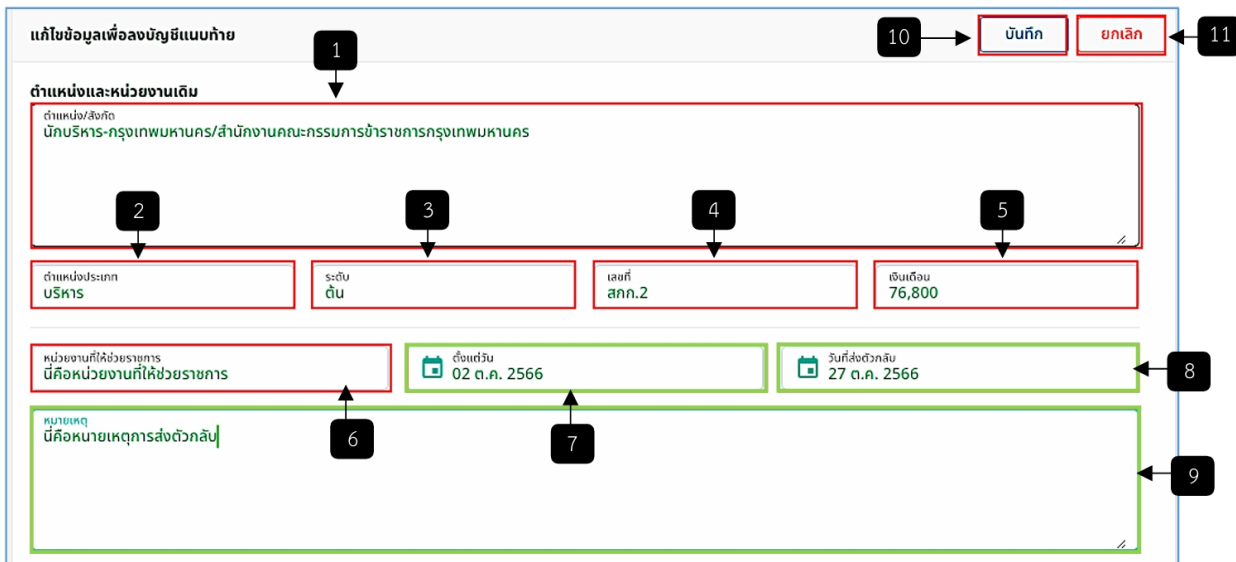 แก้ไขข้อมูลเพื่อลงบัญชีแนบท้าย
10
บันทึก
ยกเลิก
11
1
ตำแหน่งและหน่วยงานเดิม
ตำแหน่ง/สังกัด
นักบริหาร-กรุงเทพมหานคร/สำนักงานคณะกรรมการข้าราชการกรุงเทพมหานคร
2
3
4
5
ตำแหน่งประเภท
บริหาร
ระดับ
ต้น
เลขที่
สกก.2
เงินเดือน
76,800
หน่วยงานที่ให้ช่วยราชการ
นี่คือหน่วยงานที่ให้ช่วยราชการ
ตั้งแต่วัน
02 ต.ค. 2566
วันที่ส่งตัวกลับ
27 ต.ค. 2566
8
หมายเหตุ
นี่คือหนายเหตุการส่งตัวกลับ
6
7
9